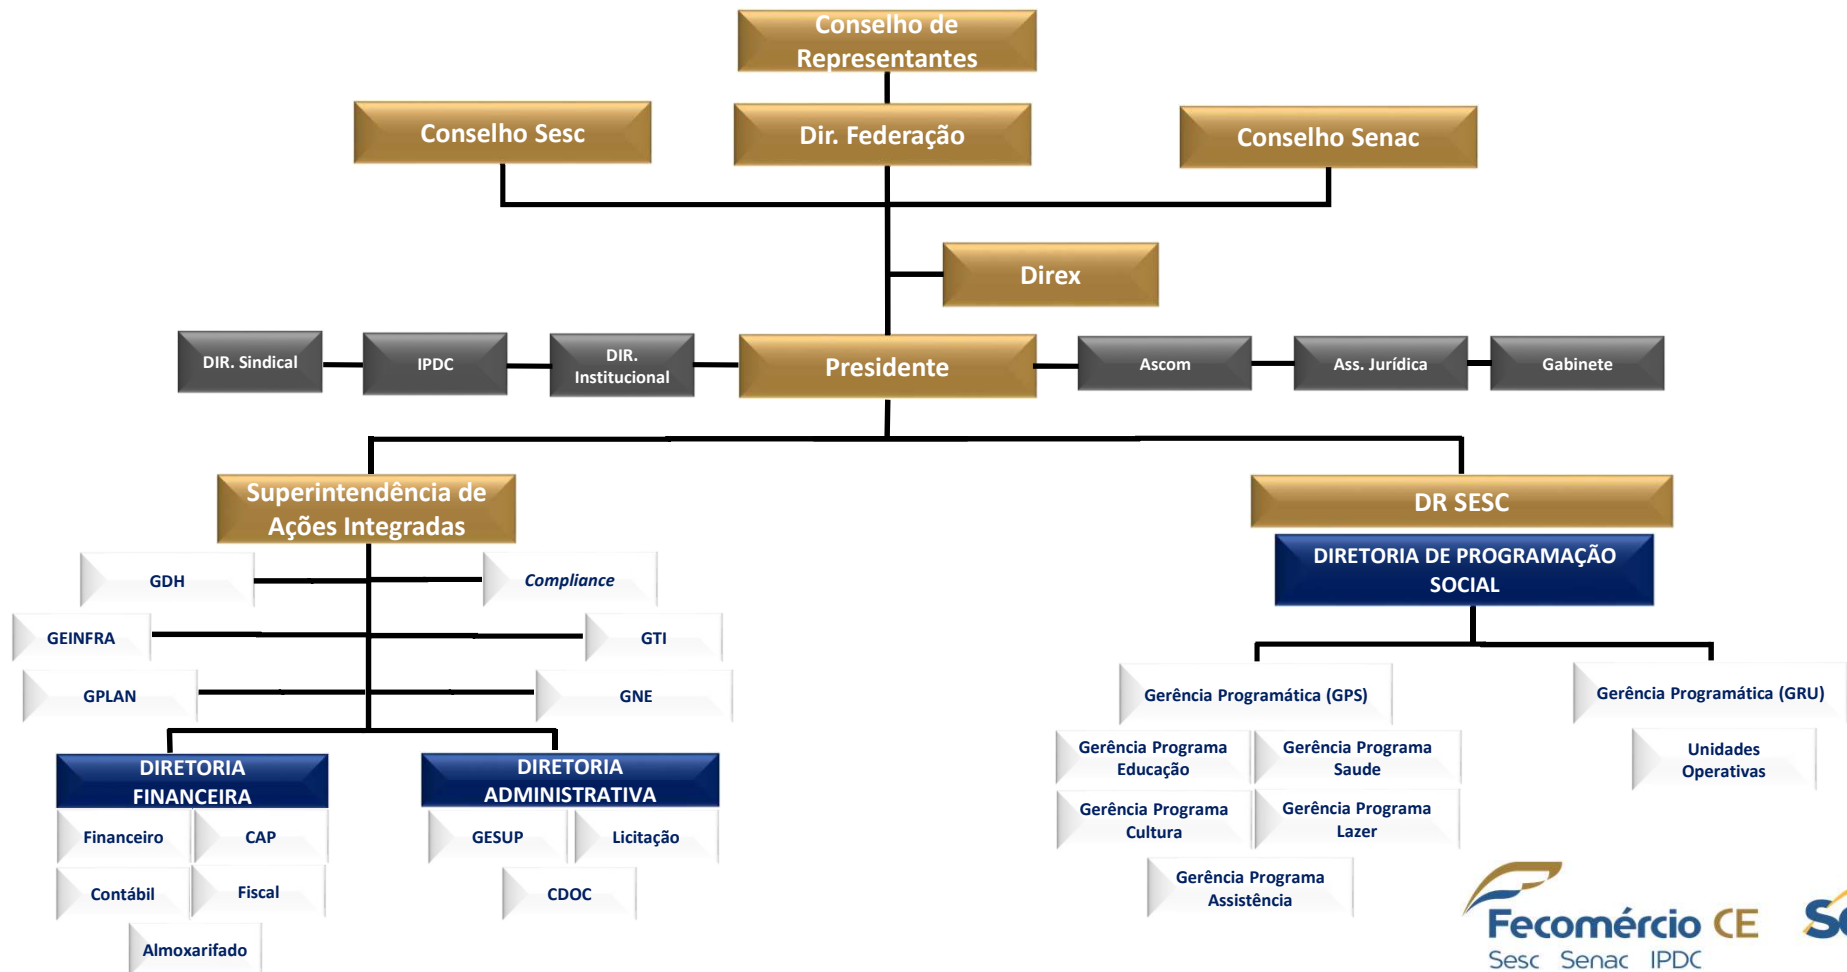 Conselho de
Representantes
Conselho Sesc
Dir. Federação
Conselho Senac
Direx
DIR. Sindical
IPDC
DIR.
Institucional
Presidente
Ascom
Ass. Jurídica
Gabinete
Superintendência de
Ações Integradas
DR SESC
DIRETORIA DE PROGRAMAÇÃO
SOCIAL
GDH
Compliance
GEINFRA
GTI
GPLAN
GNE
Gerência Programática (GPS)
Gerência Programática (GRU)
DIRETORIA
FINANCEIRA
DIRETORIA
ADMINISTRATIVA
Gerência Programa
Educação
Gerência Programa
Saude
Unidades
Operativas
Financeiro
CAP
GESUP
Licitação
Gerência Programa
Cultura
Gerência Programa
Lazer
Contábil
Fiscal
CDOC
Gerência Programa
Assistência
Almoxarifado
Fecomércio CE
Sesc Senac IPDC